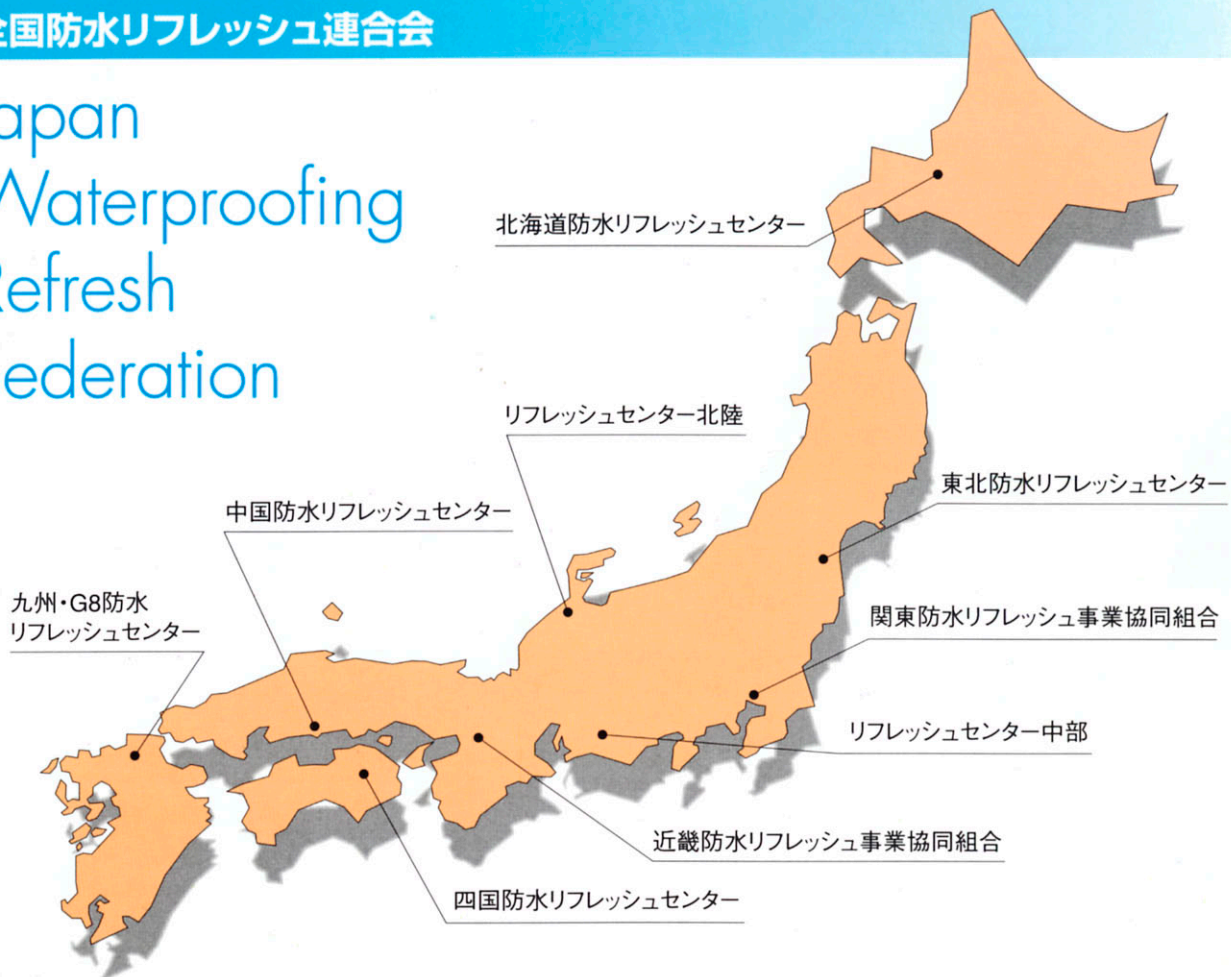 全国防水リフレッシュ連合会
apan
Waterproofing
Refresh
ederation
北海道防水リフレッシュセンター
リフレッシュセンター北陸
東北防水リフレッシュセンター
中国防水リフレッシュセンター
九州・G8防水
リフレッシュセンター
関東防水リフレッシュ事業協同組合
リフレッシュセンター中部
近畿防水リフレッシュ事業協同組合
四国防水リフレッシュセンター